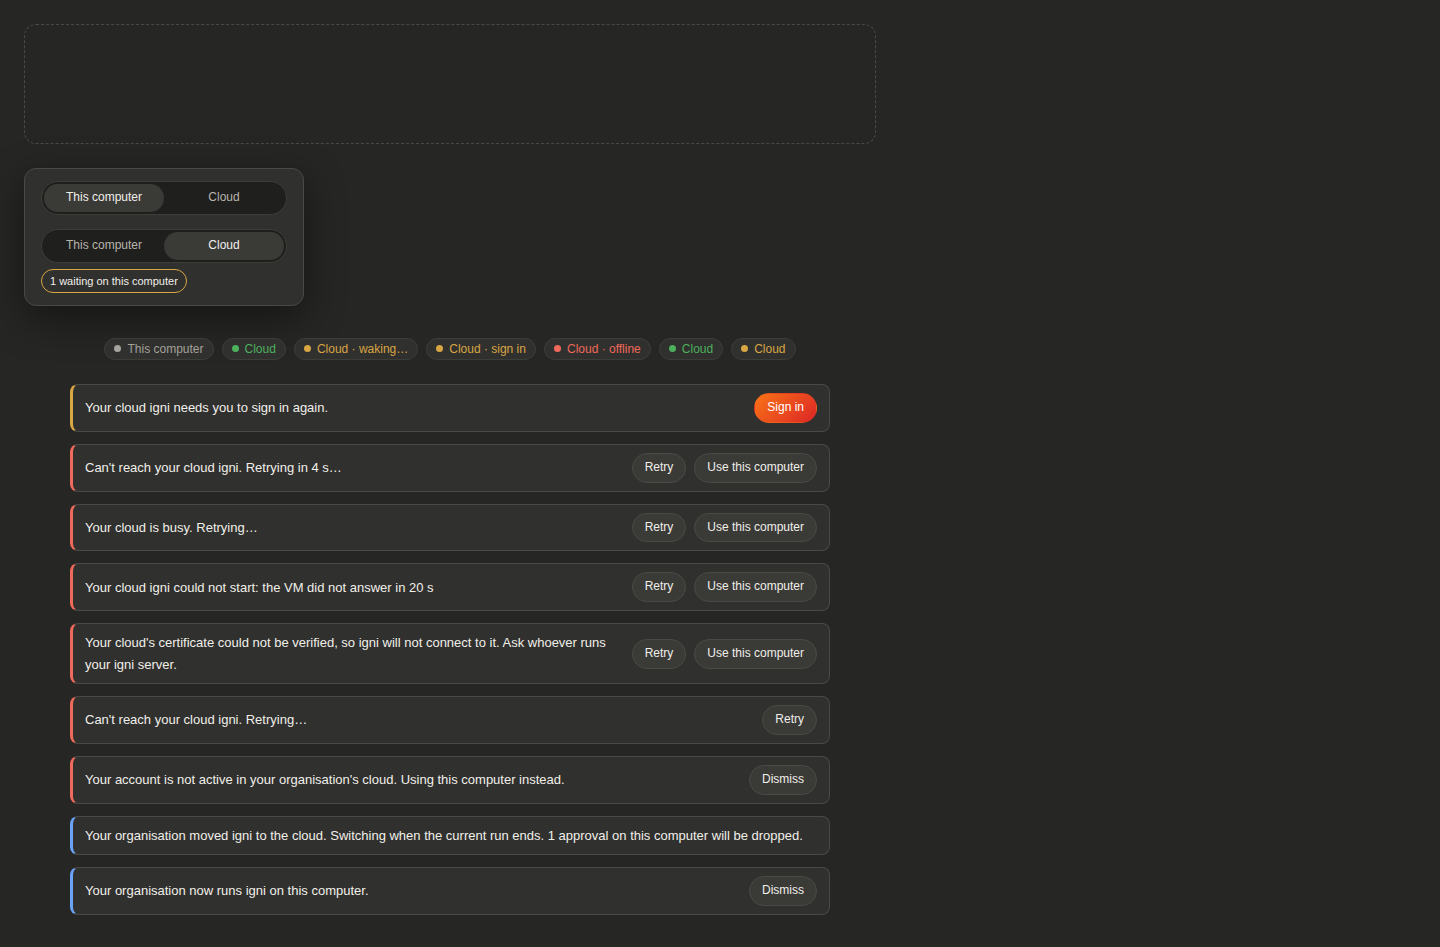 This computer Cloud
This computer Cloud
1 waiting on this computer
This computer Cloud Cloud · waking… Cloud · sign in Cloud · offline Cloud Cloud
Your cloud igni needs you to sign in again. Sign in
Can't reach your cloud igni. Retrying in 4 s… Retry Use this computer
Your cloud is busy. Retrying… Retry Use this computer
Your cloud igni could not start: the VM did not answer in 20 s Retry Use this computer
Your cloud's certificate could not be verified, so igni will not connect to it. Ask whoever runs
your igni server. Retry Use this computer
Can't reach your cloud igni. Retrying… Retry
Your account is not active in your organisation's cloud. Using this computer instead. Dismiss
Your organisation moved igni to the cloud. Switching when the current run ends. 1 approval on this computer will be dropped.
Your organisation now runs igni on this computer. Dismiss